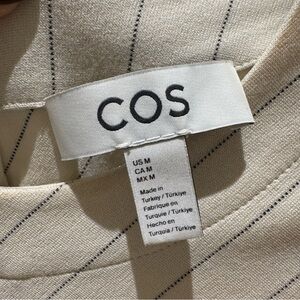 COS
US M
CA M
MX M
Made in
Turkey / Türkiye
Fabriqué en
Turquie / Türkiye
Hecho en
Turquía / Türkiye